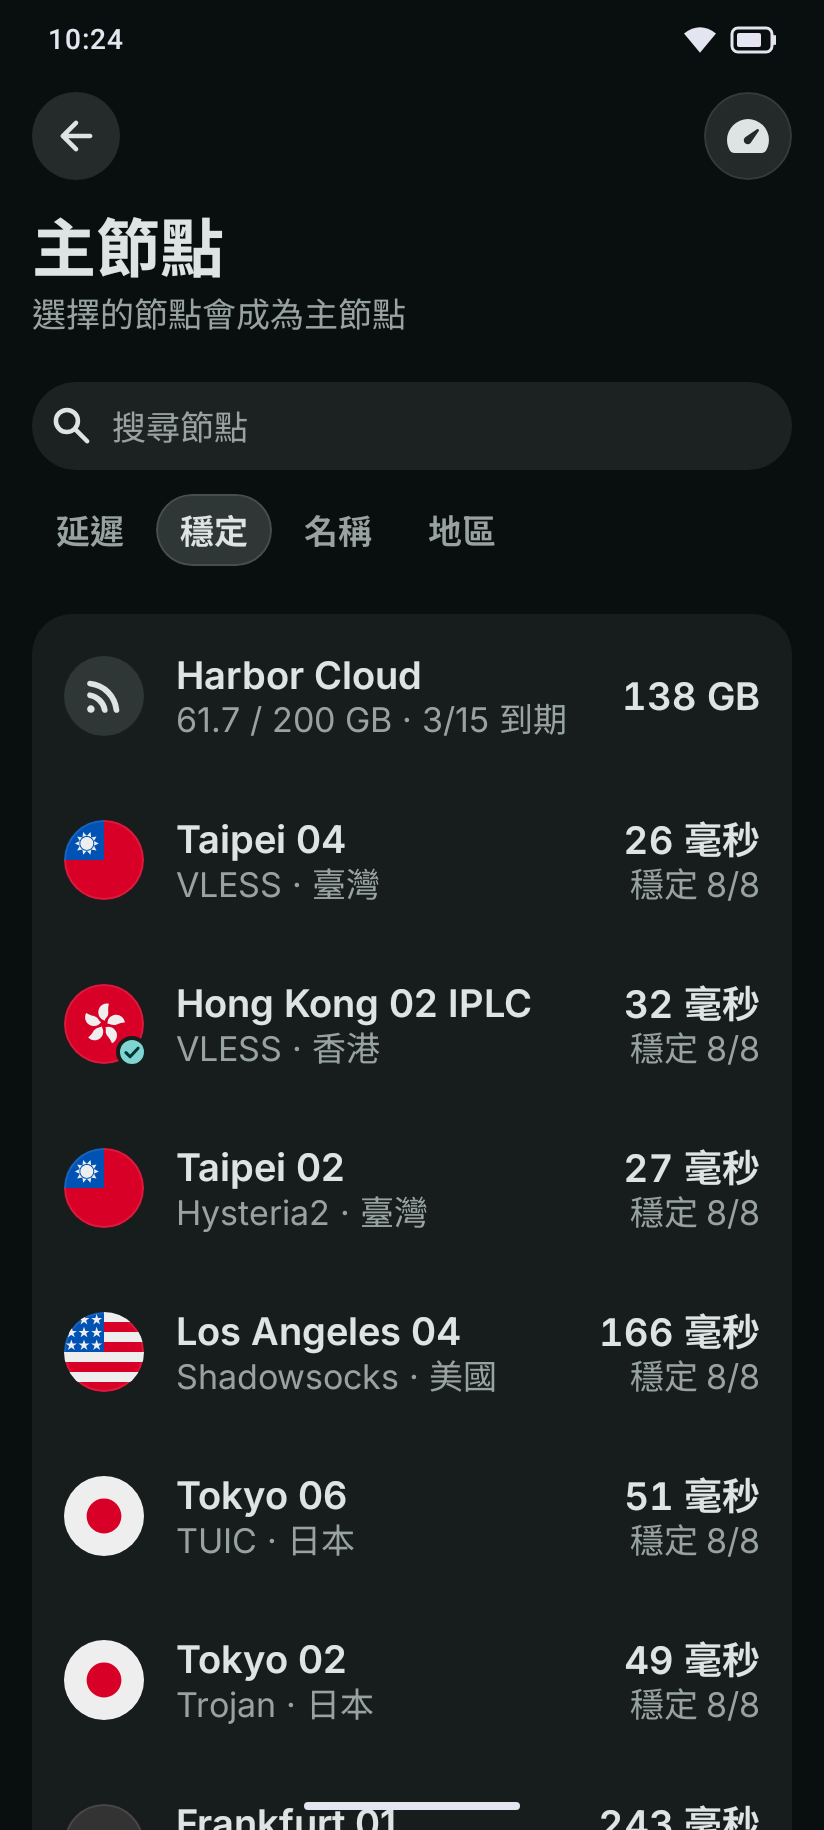 10:24
主節點
選擇的節點會成為主節點
搜尋節點
延遲 穩定 名稱 地區
Harbor Cloud 138 GB
61.7 / 200 GB · 3/15 到期
Taipei 04 26 毫秒
VLESS · 臺灣 穩定 8/8
Hong Kong 02 IPLC 32 毫秒
VLESS · 香港 穩定 8/8
Taipei 02 27 毫秒
Hysteria2 · 臺灣 穩定 8/8
Los Angeles 04 166 毫秒
Shadowsocks · 美國 穩定 8/8
Tokyo 06 51 毫秒
TUIC · 日本 穩定 8/8
Tokyo 02 49 毫秒
Trojan · 日本 穩定 8/8
Frankfurt 01 243 毫秒